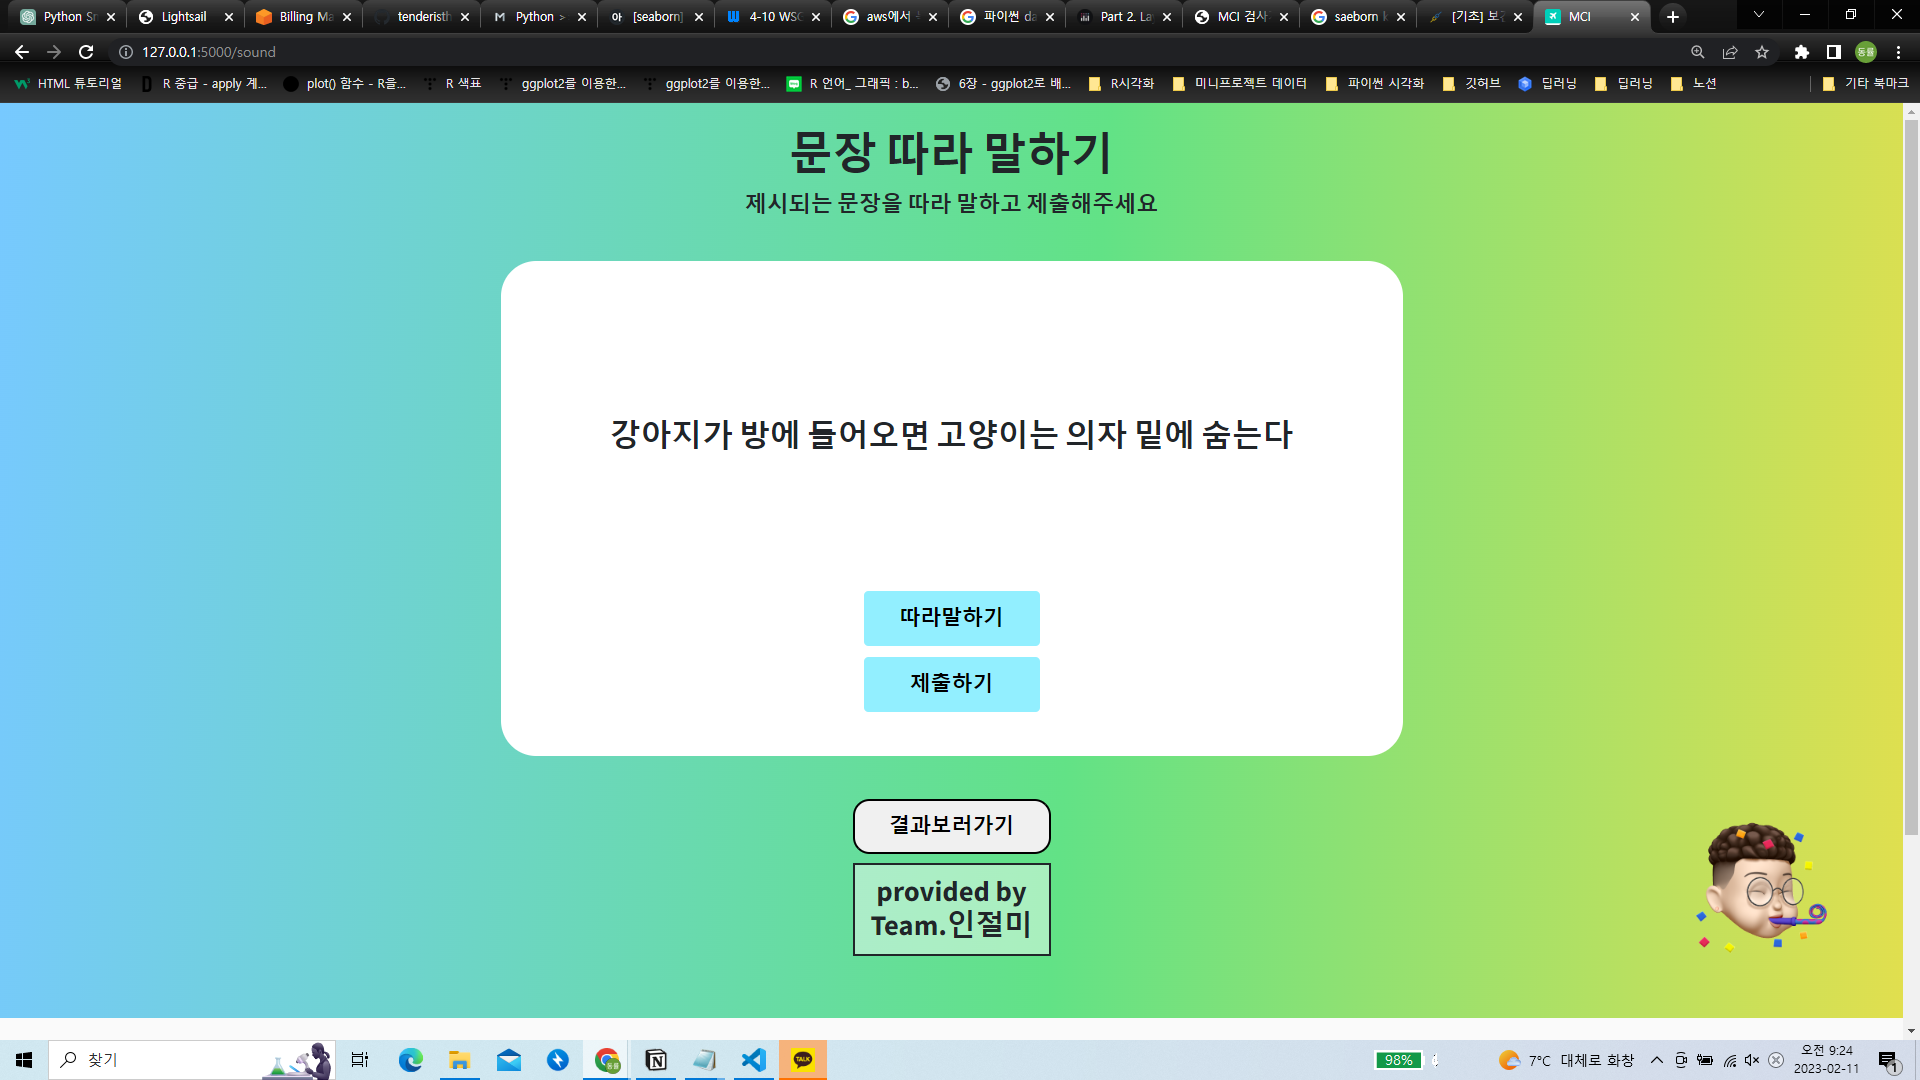 Python Sr
Lightsail
Billing Ma
tenderisth
Python >
[seaborn]
4-10 WSG
aws에서
파이썬 da
Part 2. La
MCI 검사
saeborn
[기초] 보
MCI
127.0.0.1:5000/sound
HTML 튜토리얼
R 중급 - apply 계...
plot() 함수 - R을...
R 색표
ggplot2를 이용한...
ggplot2를 이용한...
R 언어_ 그래픽 : b...
6장 - ggplot2로 배...
R시각화
미니프로젝트 데이터
파이썬 시각화
깃허브
딥러닝
딥러닝
노션
기타 북마크
문장 따라 말하기
제시되는 문장을 따라 말하고 제출해주세요
강아지가 방에 들어오면 고양이는 의자 밑에 숨는다
따라말하기
제출하기
결과보러가기
provided by
Team.인절미
찾기
TALK
98%
7°C 대체로 화창
오전 9:24
2023-02-11
1